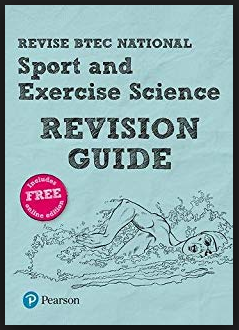 REVISE BTEC NATIONAL
Sport and
Exercise Science
REVISION
GUIDE
Includes
FREE
online edition
Pearson